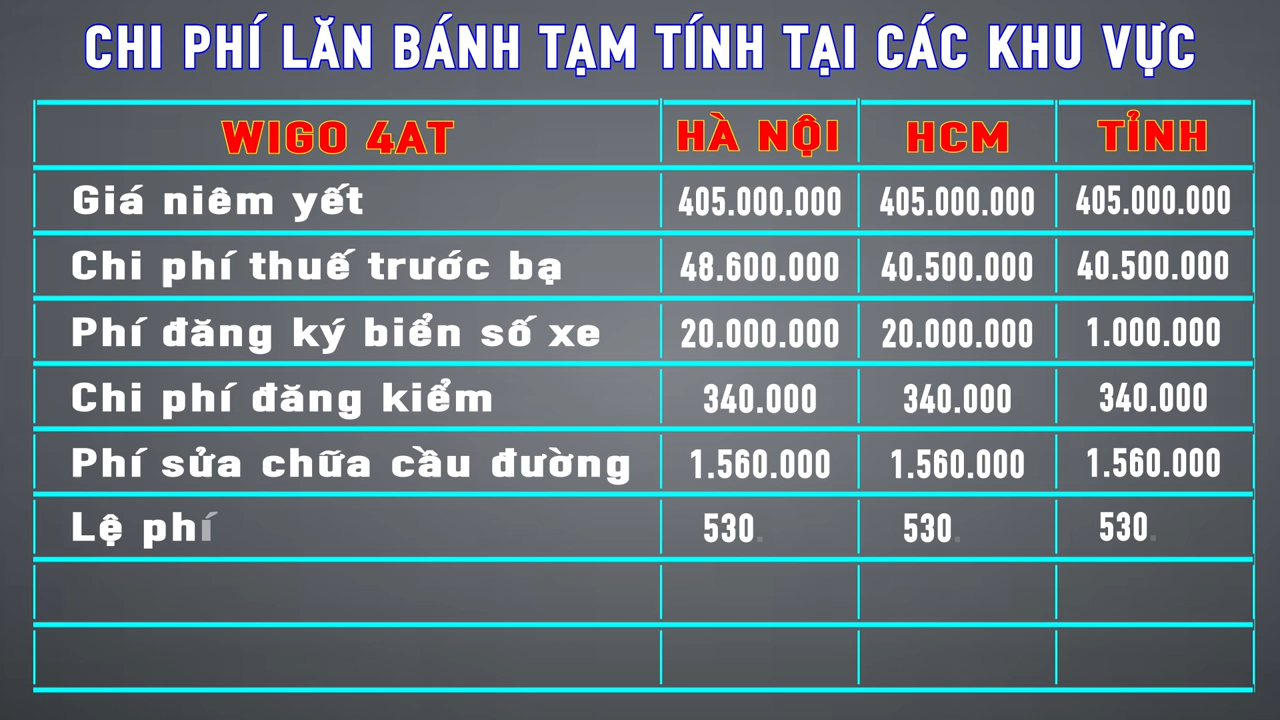 CHI PHÍ LĂN BÁNH TẠM TÍNH TẠI CÁC KHU VỰC
WIGO 4AT HÀ NỘI HCM TỈNH
Giá niêm yết 405.000.000 405.000.000 405.000.000
Chi phí thuế trước bạ 48.600.000 40.500.000 40.500.000
Phí đăng ký biển số xe 20.000.000 20.000.000 1.000.000
Chi phí đăng kiểm 340.000 340.000 340.000
Phí sửa chữa cầu đường 1.560.000 1.560.000 1.560.000
Lệ phí 530. 530. 530.